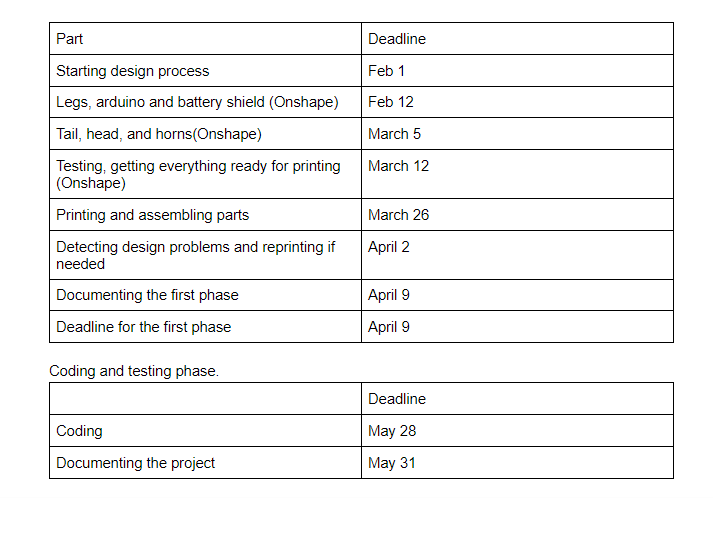 Part Deadline
Starting design process Feb 1
Legs, arduino and battery shield (Onshape) Feb 12
Tail, head, and horns(Onshape) March 5
Testing, getting everything ready for printing March 12
(Onshape)
Printing and assembling parts March 26
Detecting design problems and reprinting if April 2
needed
Documenting the first phase April 9
Deadline for the first phase April 9
Coding and testing phase.
Deadline
Coding May 28
Documenting the project May 31